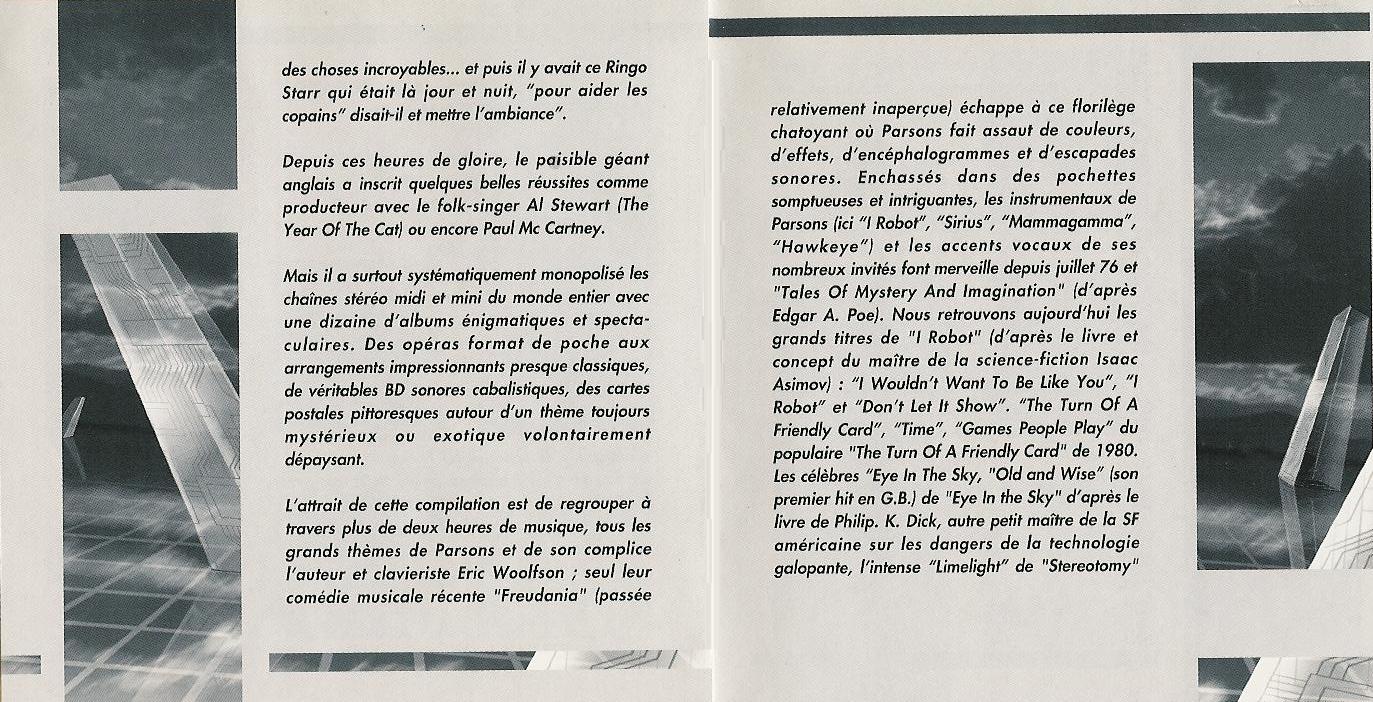 des choses incroyables... et puis il y avait ce Ringo
Starr qui était là jour et nuit, "pour aider les
copains" disait-il et mettre l'ambiance".
Depuis ces heures de gloire, le paisible géant
anglais a inscrit quelques belles réussites comme
producteur avec le folk-singer Al Stewart (The
Year Of The Cat) ou encore Paul Mc Cartney.
Mais il a surtout systématiquement monopolisé les
chaînes stéréo midi et mini du monde entier avec
une dizaine d'albums énigmatiques et specta-
culaires. Des opéras format de poche aux
arrangements impressionnants presque classiques,
de véritables BD sonores cabalistiques, des cartes
postales pittoresques autour d'un thème toujours
mystérieux ou exotique volontairement
dépaysant.
L'attrait de cette compilation est de regrouper à
travers plus de deux heures de musique, tous les
grands thèmes de Parsons et de son complice
l'auteur et clavieriste Eric Woolfson ; seul leur
comédie musicale récente "Freudania" (passée
relativement inaperçue) échappe à ce florilège
chatoyant où Parsons fait assaut de couleurs,
d'effets, d'encéphalogrammes et d'escapades
sonores. Enchassés dans des pochettes
somptueuses et intriguantes, les instrumentaux de
Parsons (ici "I Robot", "Sirius", "Mammagamma",
"Hawkeye") et les accents vocaux de ses
nombreux invités font merveille depuis juillet 76 et
"Tales Of Mystery And Imagination" (d'après
Edgar A. Poe). Nous retrouvons aujourd'hui les
grands titres de "I Robot" (d'après le livre et
concept du maître de la science-fiction Isaac
Asimov) : "I Wouldn't Want To Be Like You", "I
Robot" et "Don't Let It Show". "The Turn Of A
Friendly Card", "Time", "Games People Play" du
populaire "The Turn Of A Friendly Card" de 1980.
Les célèbres "Eye In The Sky, "Old and Wise" (son
premier hit en G.B.) de "Eye In the Sky" d'après le
livre de Philip. K. Dick, autre petit maître de la SF
américaine sur les dangers de la technologie
galopante, l'intense "Limelight" de "Stereotomy"